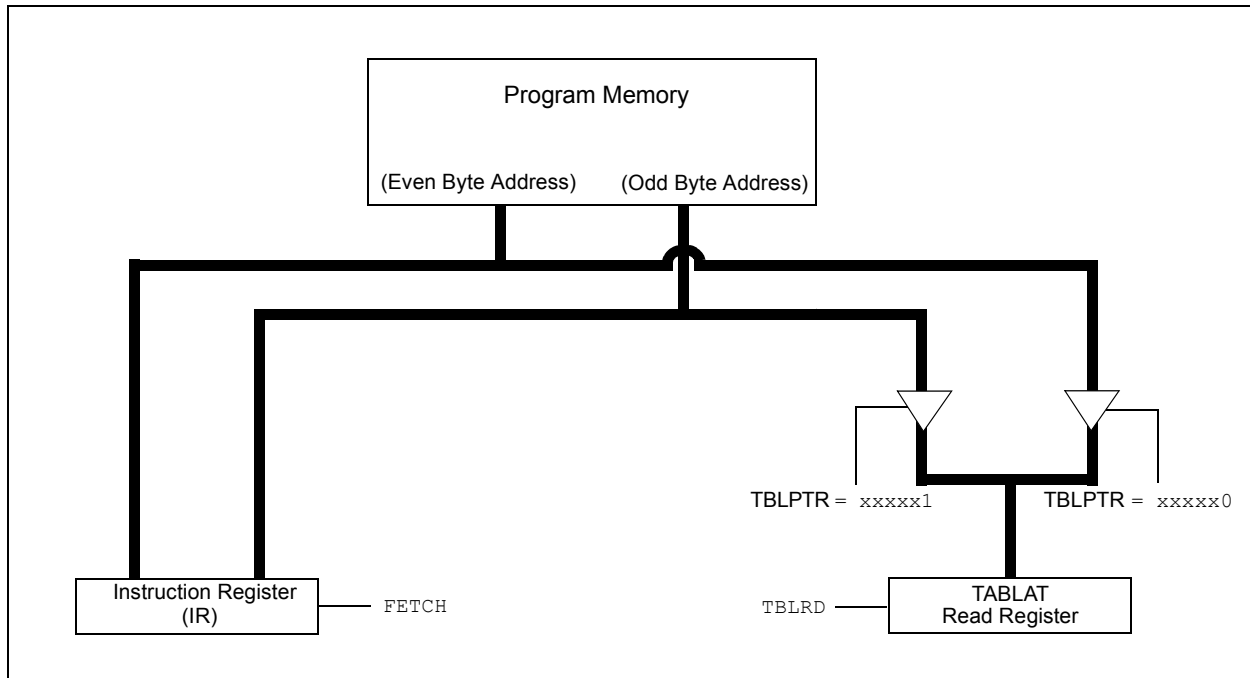 Program Memory
(Even Byte Address)
(Odd Byte Address)
TBLPTR = xxxxx1
TBLPTR = xxxxx0
Instruction Register
(IR)
FETCH
TBLRD
TABLAT
Read Register